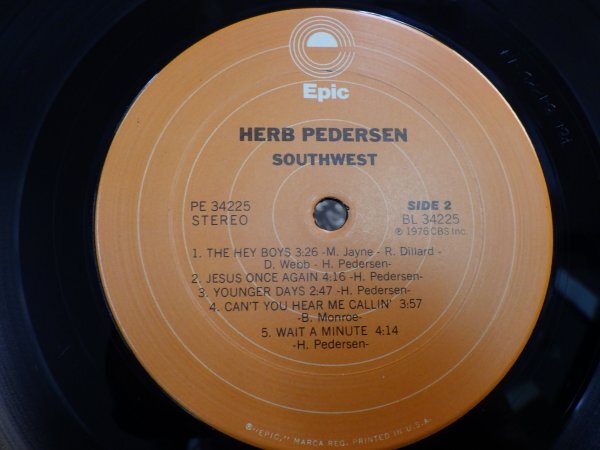 Epic
HERB PEDERSEN
SOUTHWEST
PE 34225
STEREO
SIDE 2
BL 34225
℗ 1976 CBS Inc.
1. THE HEY BOYS 3:26 -M. Jayne - R. Dillard -
D. Webb - H. Pedersen-
2. JESUS ONCE AGAIN 4:16 -H. Pedersen-
3. YOUNGER DAYS 2:47 -H. Pedersen-
4. CAN'T YOU HEAR ME CALLIN' 3:57
-B. Monroe-
5. WAIT A MINUTE 4:14
-H. Pedersen-
®"EPIC," MARCA REG. PRINTED IN U.S.A.